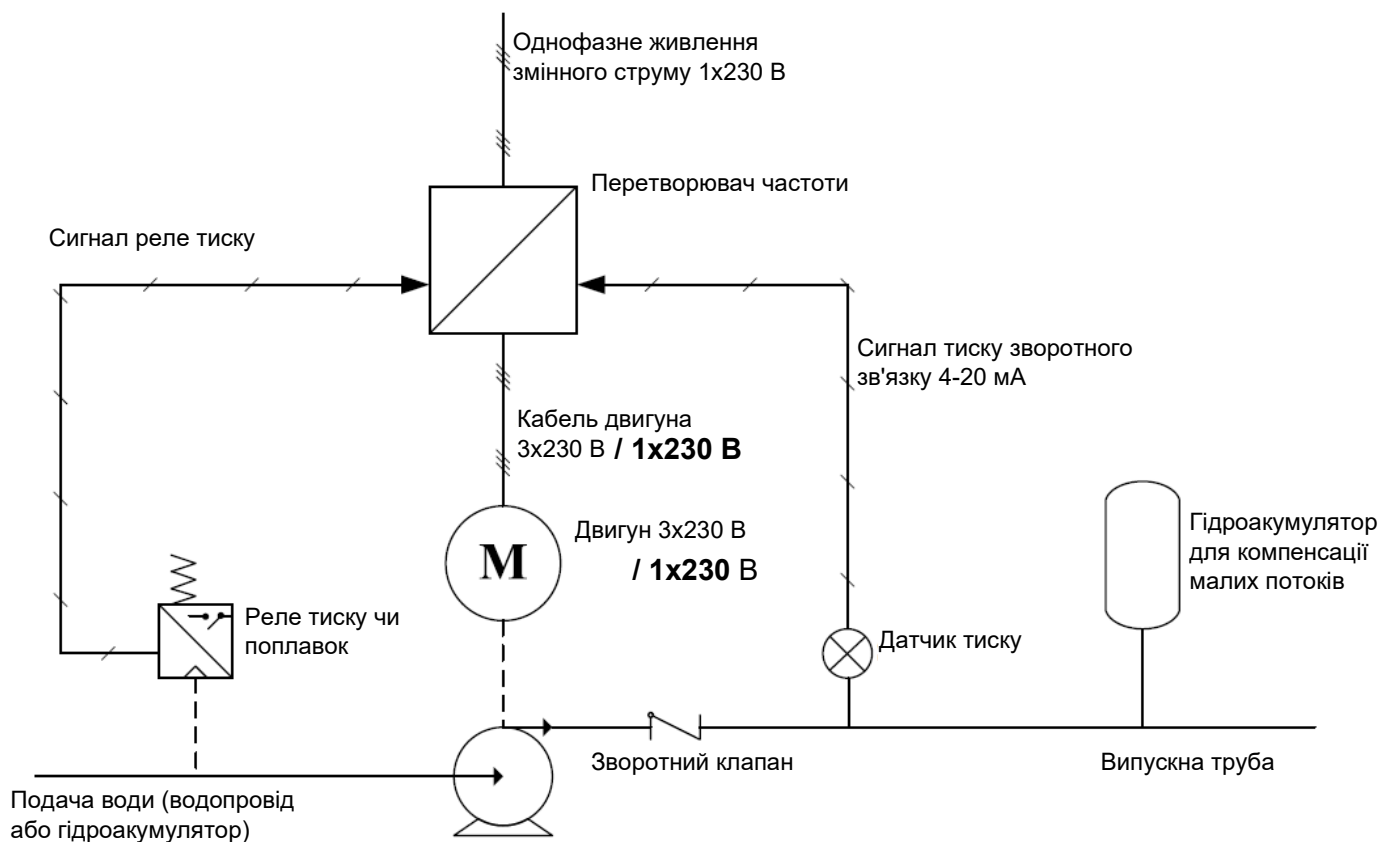 Однофазне живлення
змінного струму 1x230 В
Перетворювач частоти
Сигнал реле тиску
Сигнал тиску зворотного
зв'язку 4-20 мА
Кабель двигуна
3x230 В / 1x230 В
Двигун 3x230 В
/ 1x230 В
M
Гідроакумулятор
для компенсації
малих потоків
Реле тиску чи
поплавок
Датчик тиску
Зворотний клапан
Випускна труба
Подача води (водопровід
або гідроакумулятор)